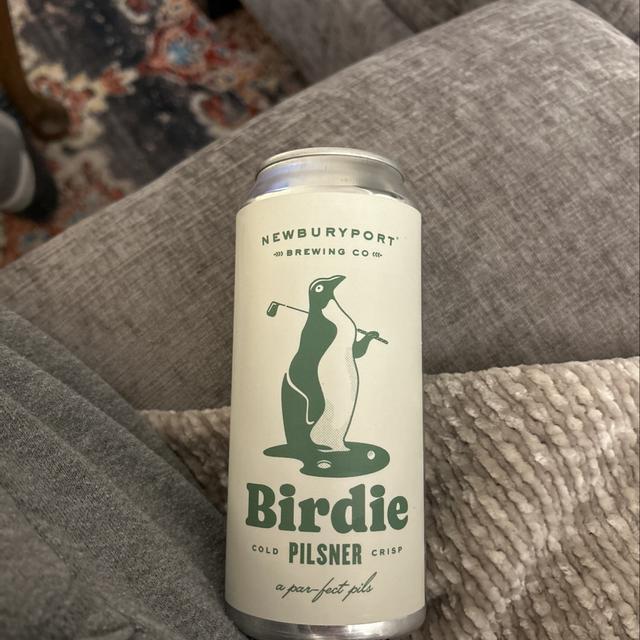 NEWBURYPORT
BREWING CO
Birdie
COLD PILSNER CRISP
a par-fect pils